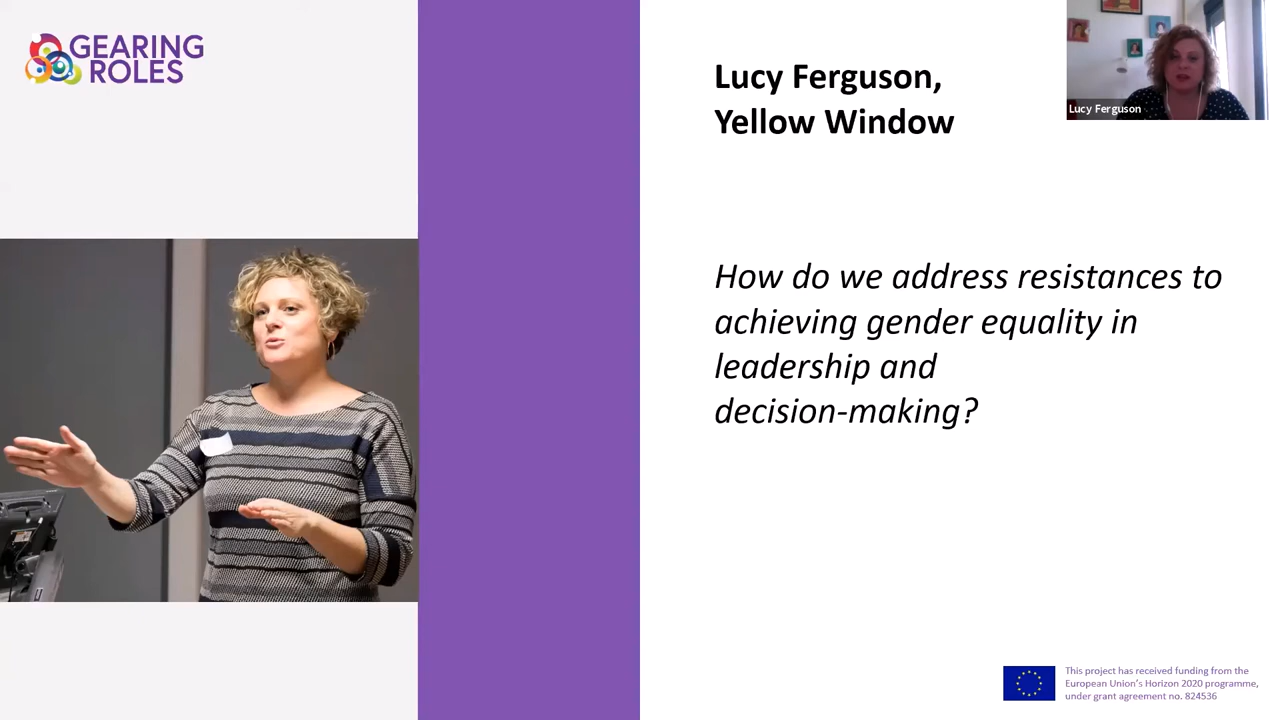 GEARING
ROLES
Lucy Ferguson,
Yellow Window
Lucy Ferguson
How do we address resistances to
achieving gender equality in
leadership and
decision-making?
This project has received funding from the
European Union's Horizon 2020 programme,
under grant agreement no. 824536